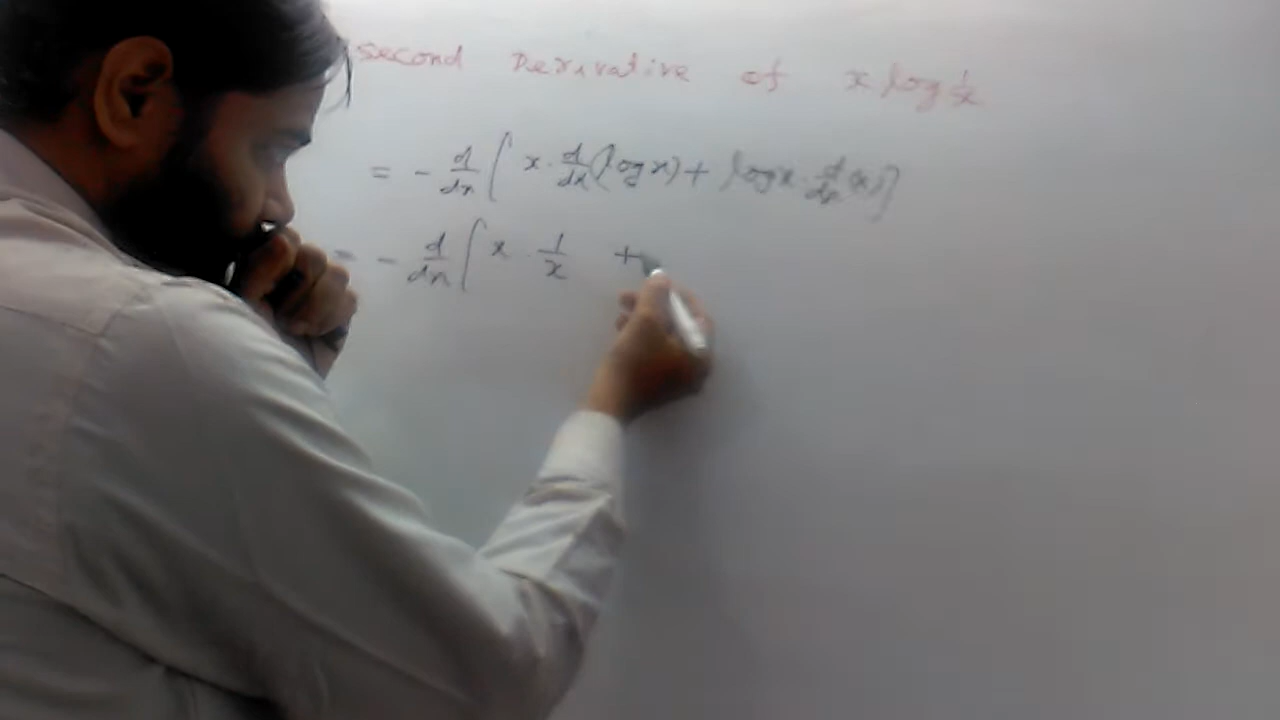 second Derivative of x log 1/x
= - d/dx [ x · d/dx (log x) + log x · d/dx (x) ]
= - d/dx [ x · 1/x +